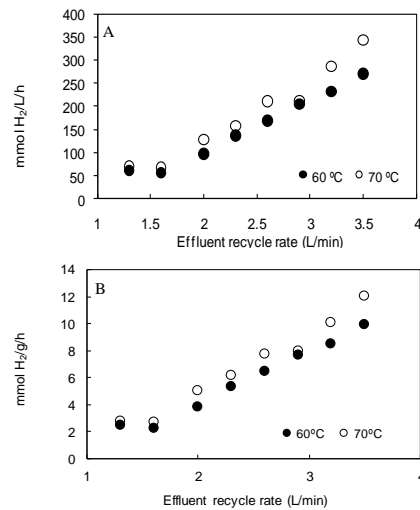 A
mmol H₂/L/h
400
350
300
250
200
150
100
50
0
● 60 ºC ○ 70 ºC
1 1.5 2 2.5 3 3.5 4
Effluent recycle rate (L/min)
B
mmol H₂/g/h
14
12
10
8
6
4
2
0
● 60ºC ○ 70ºC
1 2 3 4
Effluent recycle rate (L/min)